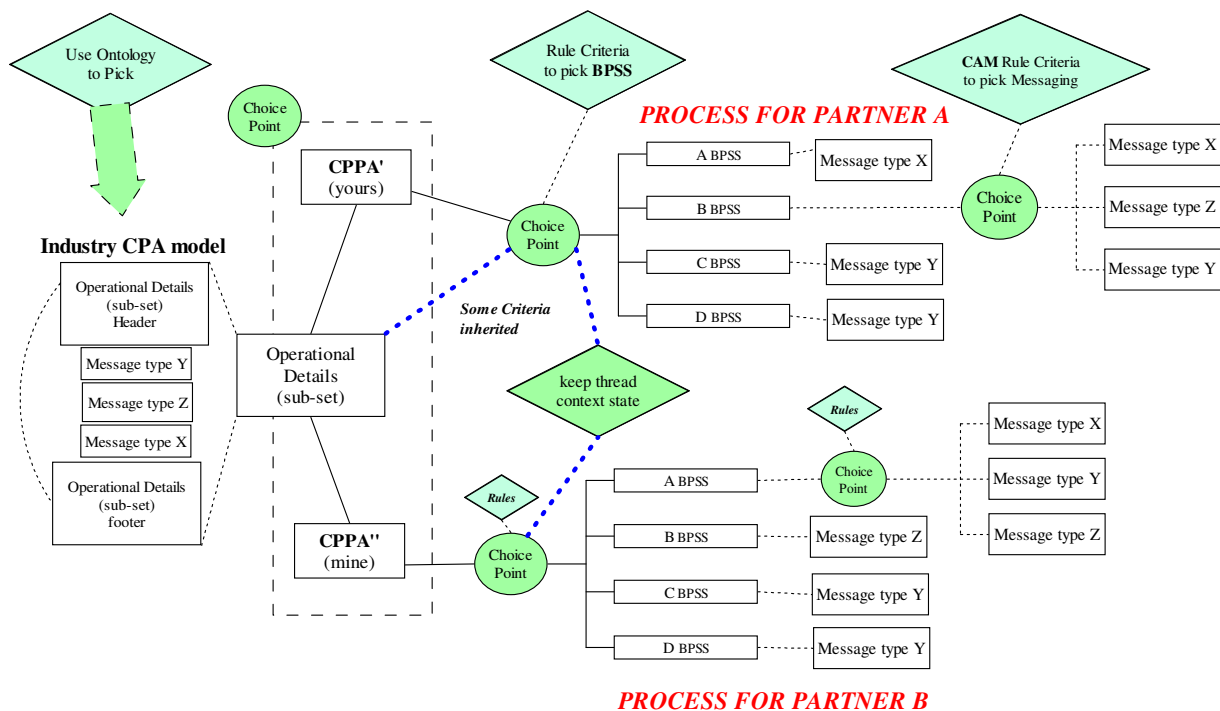 Use Ontology
to Pick
Choice
Point
Rule Criteria
to pick BPSS
CAM Rule Criteria
to pick Messaging
PROCESS FOR PARTNER A
CPPA'
(yours)
Choice
Point
A BPSS
Message type X
B BPSS
C BPSS
Message type Y
D BPSS
Message type Y
Choice
Point
Message type X
Message type Z
Message type Y
Industry CPA model
Operational Details
(sub-set)
Header
Message type Y
Message type Z
Message type X
Operational Details
(sub-set)
footer
Operational
Details
(sub-set)
Some Criteria
inherited
keep thread
context state
CPPA''
(mine)
Rules
Choice
Point
A BPSS
B BPSS
Message type Z
C BPSS
Message type Y
D BPSS
Message type Y
Rules
Choice
Point
Message type X
Message type Y
Message type Z
PROCESS FOR PARTNER B